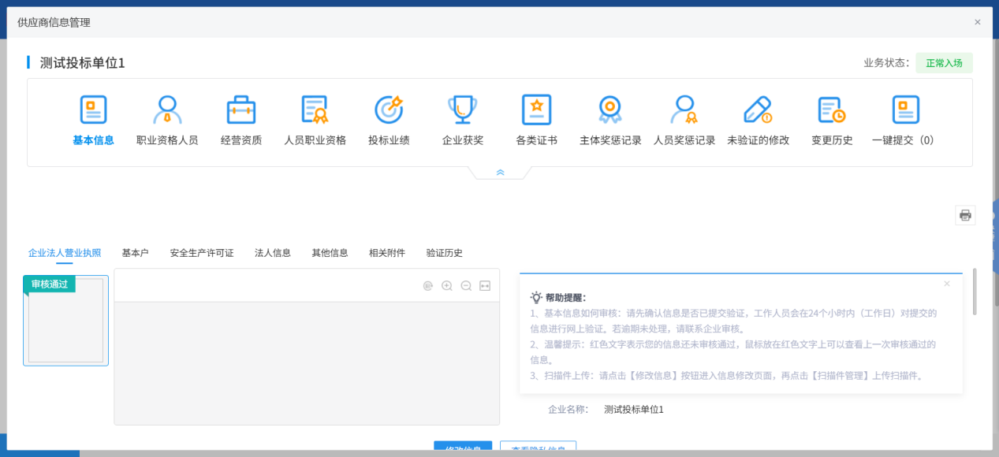 供应商信息管理
×
测试投标单位1
业务状态： 正常入场
基本信息 职业资格人员 经营资质 人员职业资格 投标业绩 企业获奖 各类证书 主体奖惩记录 人员奖惩记录 未验证的修改 变更历史 一键提交（0）
企业法人营业执照 基本户 安全生产许可证 法人信息 其他信息 相关附件 验证历史
审核通过
×
帮助提醒：
1、基本信息如何审核：请先确认信息是否已提交验证，工作人员会在24个小时内（工作日）对提交的
信息进行网上验证。若逾期未处理，请联系企业审核。
2、温馨提示：红色文字表示您的信息还未审核通过，鼠标放在红色文字上可以查看上一次审核通过的
信息。
3、扫描件上传：请点击【修改信息】按钮进入信息修改页面，再点击【扫描件管理】上传扫描件。
企业名称： 测试投标单位1
修改信息 查看隐私信息